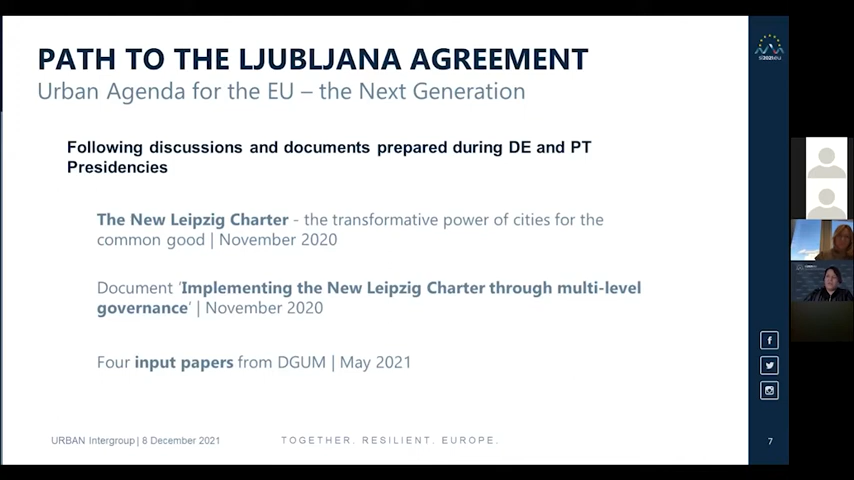 PATH TO THE LJUBLJANA AGREEMENT
Urban Agenda for the EU – the Next Generation
Following discussions and documents prepared during DE and PT
Presidencies
The New Leipzig Charter - the transformative power of cities for the
common good | November 2020
Document ‘Implementing the New Leipzig Charter through multi-level
governance’ | November 2020
Four input papers from DGUM | May 2021
URBAN Intergroup | 8 December 2021
TOGETHER. RESILIENT. EUROPE.
7
si2021.eu